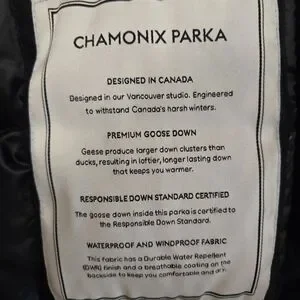 CHAMONIX PARKA
DESIGNED IN CANADA
Designed in our Vancouver studio. Engineered
to withstand Canada's harsh winters.
PREMIUM GOOSE DOWN
Geese produce larger down clusters than
ducks, resulting in loftier, longer lasting down
that keeps you warmer.
RESPONSIBLE DOWN STANDARD CERTIFIED
The goose down inside this parka is certified to
the Responsible Down Standard.
WATERPROOF AND WINDPROOF FABRIC
This fabric has a Durable Water Repellent
(DWR) finish and a breathable coating on the
backside to keep you comfortable and dry.